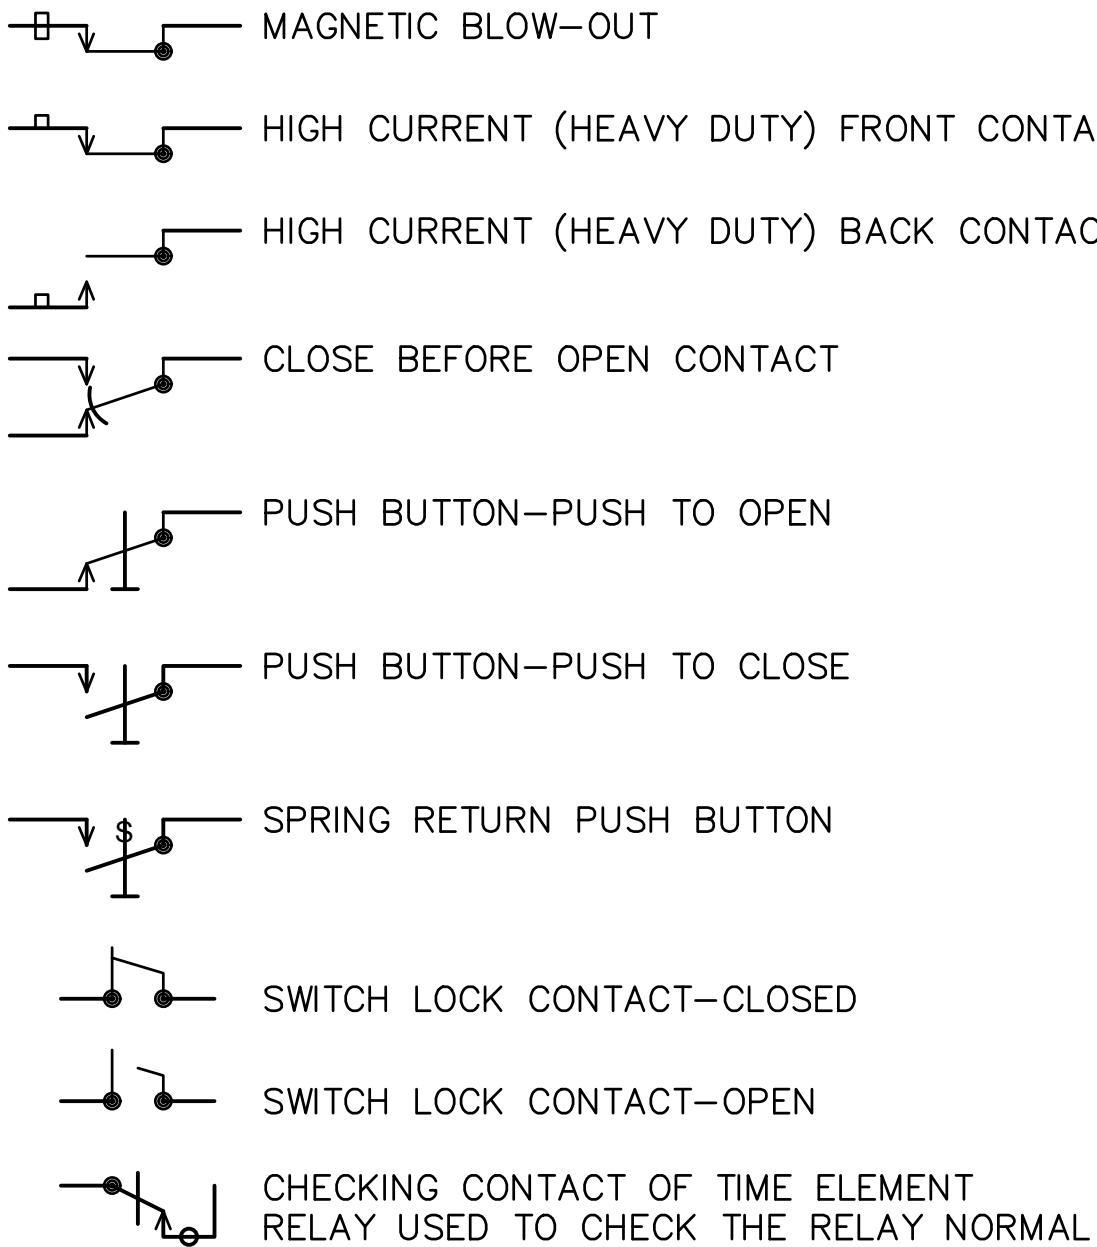 MAGNETIC BLOW-OUT
HIGH CURRENT (HEAVY DUTY) FRONT CONTA
HIGH CURRENT (HEAVY DUTY) BACK CONTAC
CLOSE BEFORE OPEN CONTACT
PUSH BUTTON-PUSH TO OPEN
PUSH BUTTON-PUSH TO CLOSE
S
SPRING RETURN PUSH BUTTON
SWITCH LOCK CONTACT-CLOSED
SWITCH LOCK CONTACT-OPEN
CHECKING CONTACT OF TIME ELEMENT
RELAY USED TO CHECK THE RELAY NORMAL